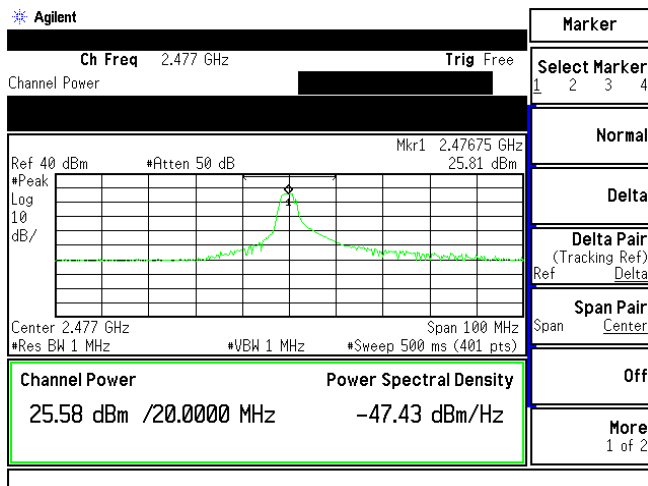 Agilent
Marker
Ch Freq 2.477 GHz Trig Free
Channel Power
Select Marker
1 2 3 4
Normal
Delta
Delta Pair
(Tracking Ref)
Ref Delta
Span Pair
Span Center
Off
More
1 of 2
Mkr1 2.47675 GHz
Ref 40 dBm #Atten 50 dB 25.81 dBm
#Peak
Log
10
dB/
1
Center 2.477 GHz Span 100 MHz
#Res BW 1 MHz #VBW 1 MHz #Sweep 500 ms (401 pts)
Channel Power Power Spectral Density
25.58 dBm /20.0000 MHz -47.43 dBm/Hz